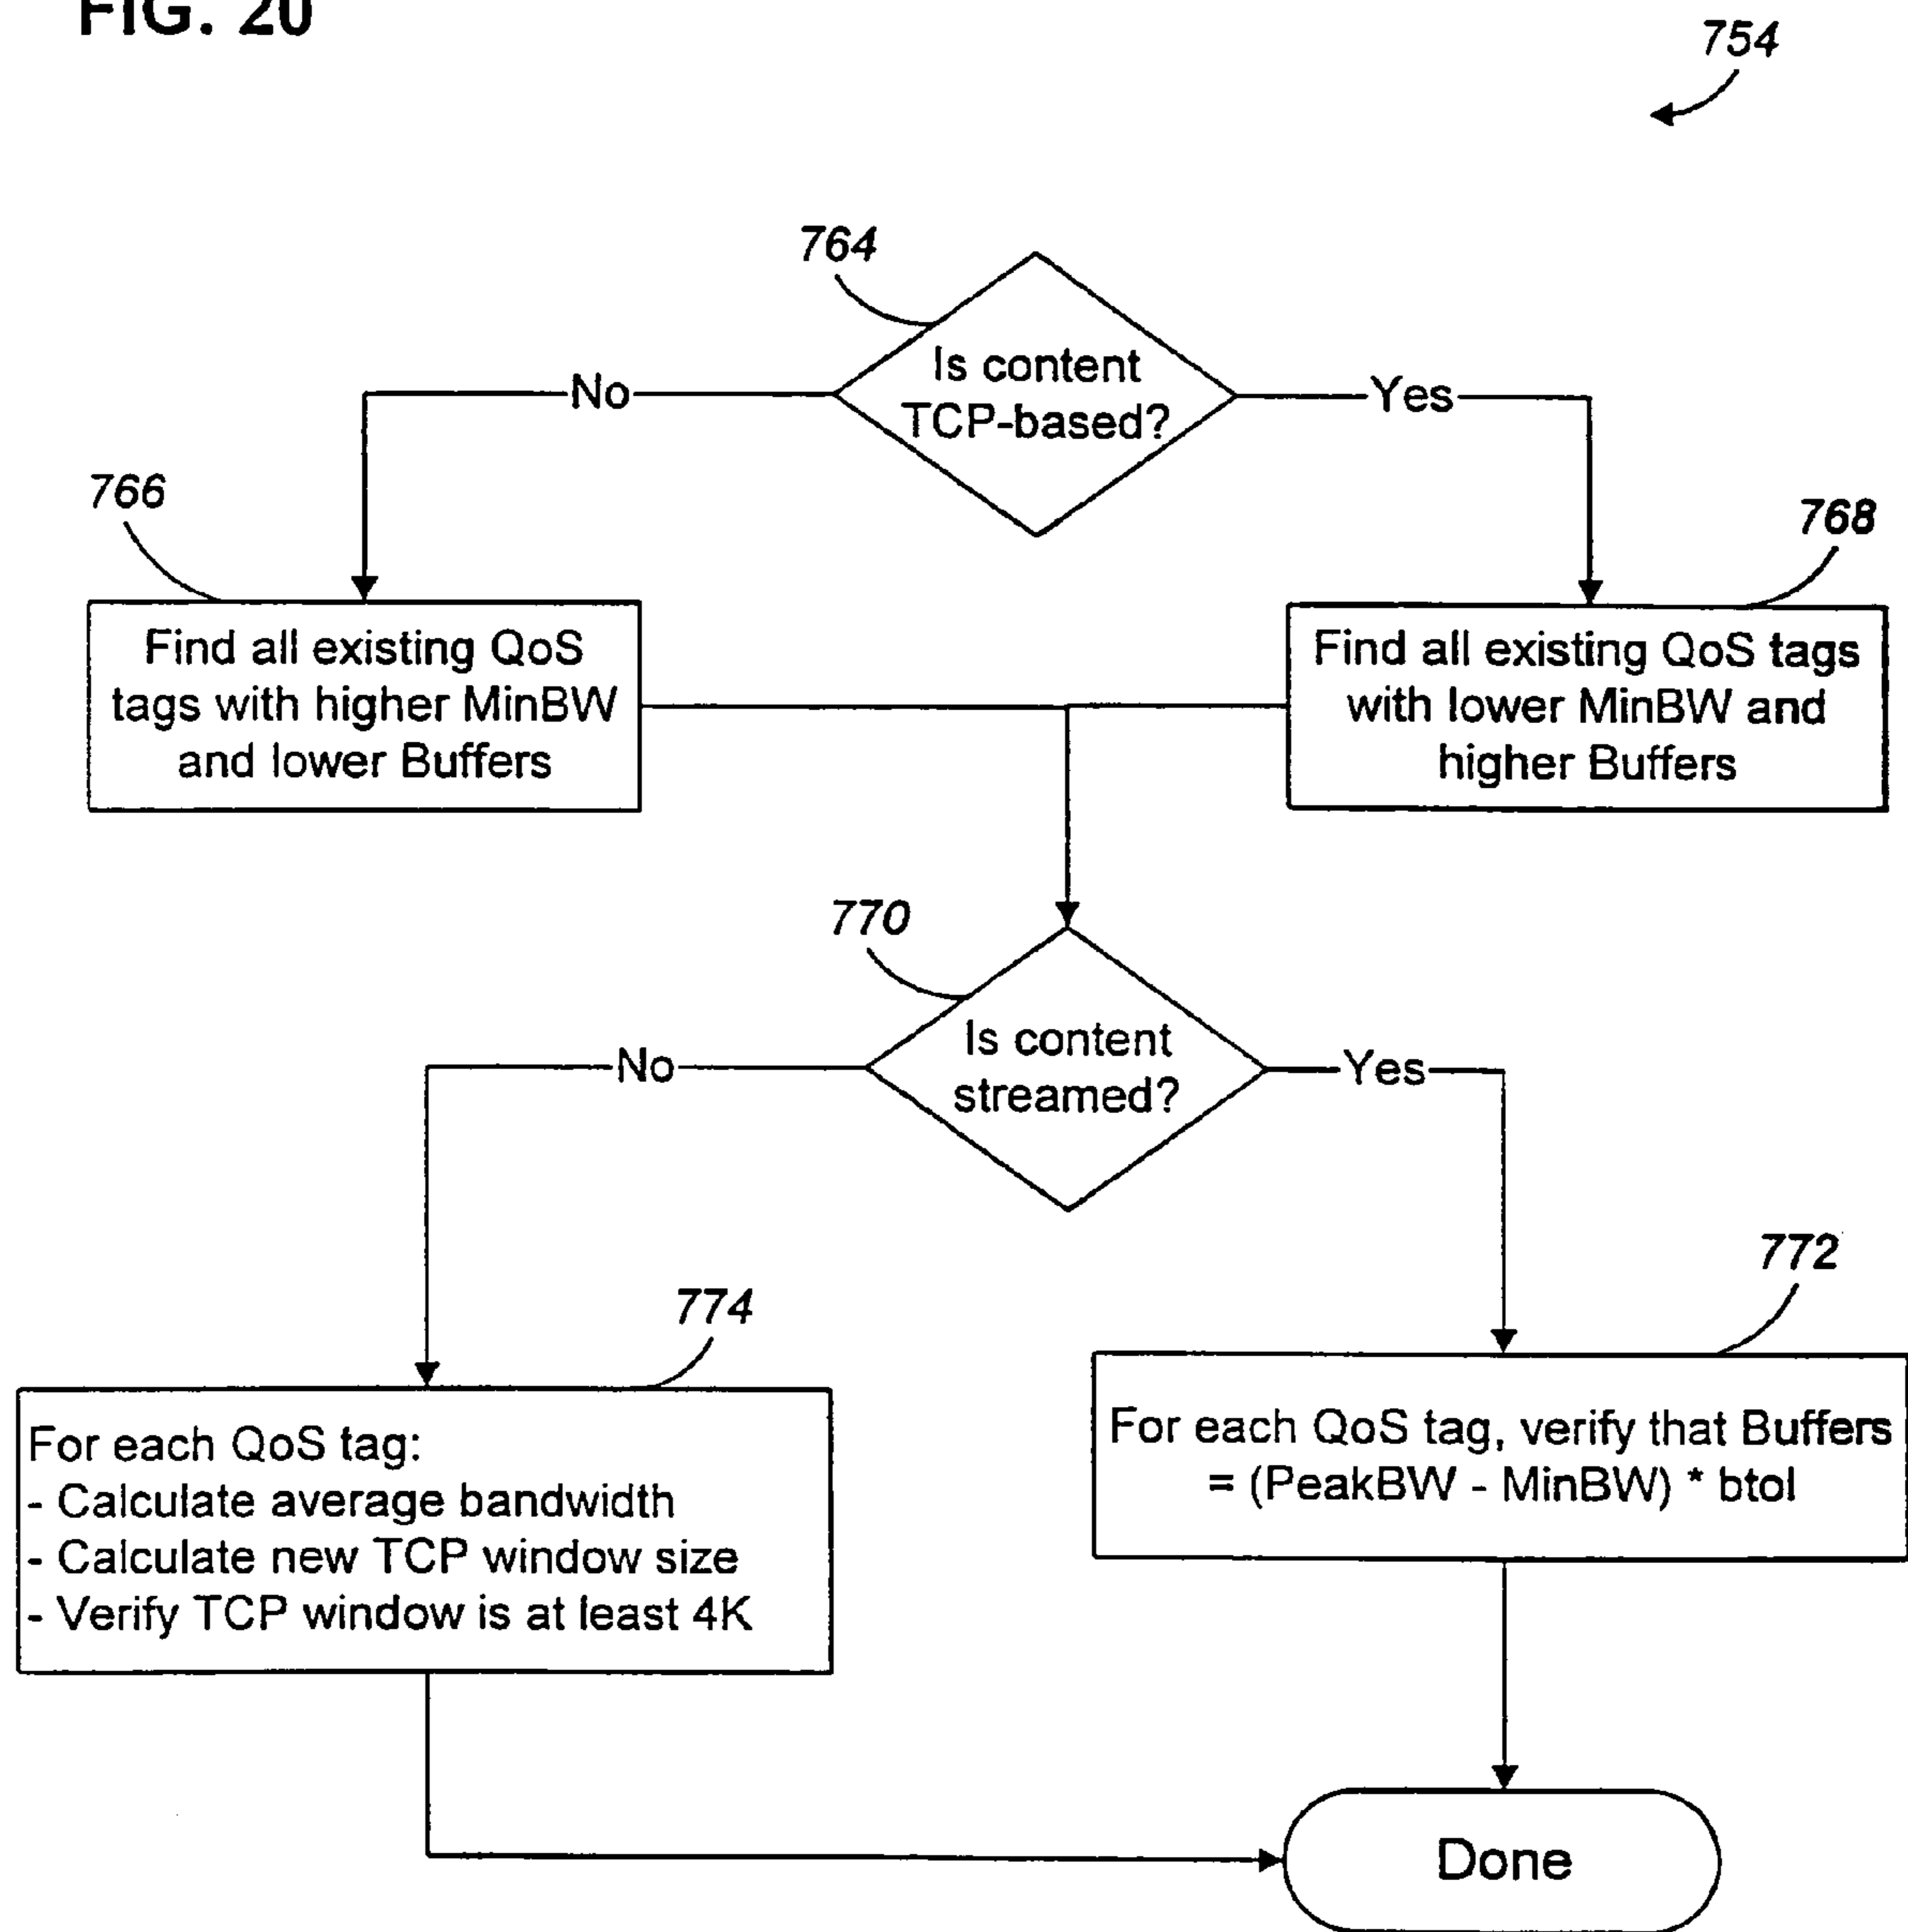 FIG. 20
754
764
Is content
TCP-based?
No
Yes
766
768
Find all existing QoS
tags with higher MinBW
and lower Buffers
Find all existing QoS tags
with lower MinBW and
higher Buffers
770
Is content
streamed?
No
Yes
772
774
For each QoS tag:
- Calculate average bandwidth
- Calculate new TCP window size
- Verify TCP window is at least 4K
For each QoS tag, verify that Buffers
= (PeakBW - MinBW) * btol
Done